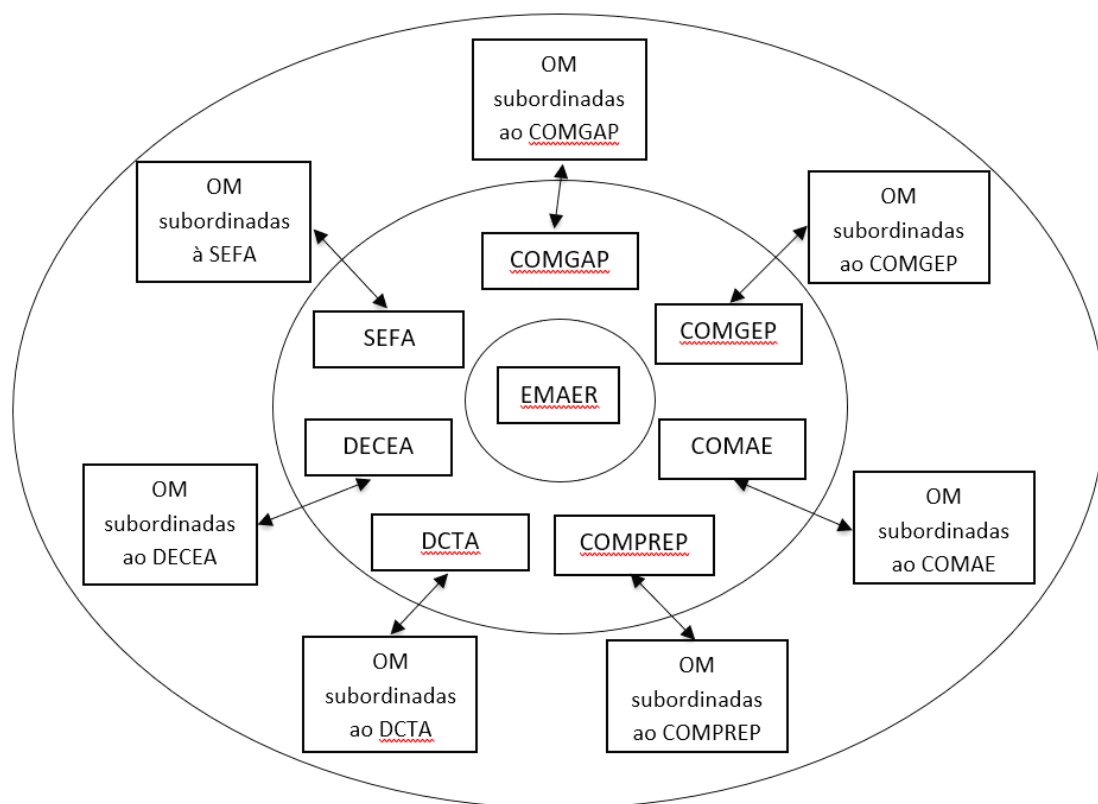 OM
subordinadas
ao COMGAP
OM
subordinadas
à SEFA
OM
subordinadas
ao COMGEP
COMGAP
SEFA
COMGEP
EMAER
DECEA
COMAE
OM
subordinadas
ao DECEA
OM
subordinadas
ao COMAE
DCTA
COMPREP
OM
subordinadas
ao DCTA
OM
subordinadas
ao COMPREP